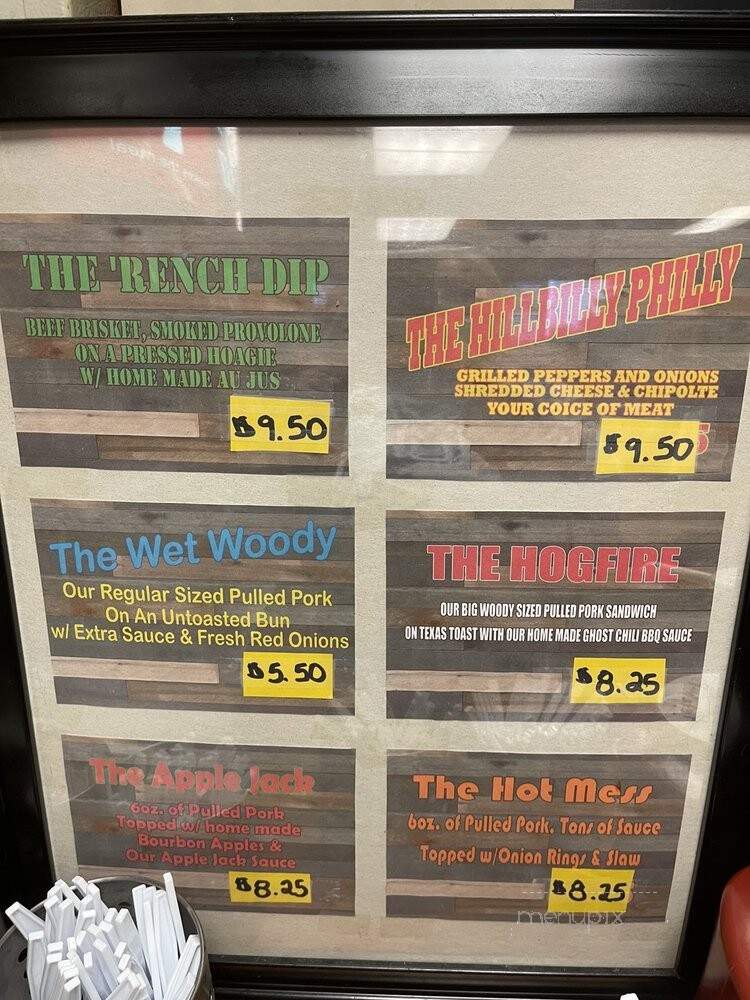 THE 'RENCH DIP
BEEF BRISKET, SMOKED PROVOLONE
ON A PRESSED HOAGIE
W/ HOME MADE AU JUS
$9.50
THE HILLBILLY PHILLY
GRILLED PEPPERS AND ONIONS
SHREDDED CHEESE & CHIPOLTE
YOUR COICE OF MEAT
$9.50
The Wet Woody
Our Regular Sized Pulled Pork
On An Untoasted Bun
w/ Extra Sauce & Fresh Red Onions
$5.50
THE HOGFIRE
OUR BIG WOODY SIZED PULLED PORK SANDWICH
ON TEXAS TOAST WITH OUR HOME MADE GHOST CHILI BBQ SAUCE
$8.25
The Apple Jack
6oz. of Pulled Pork
Topped w/ home made
Bourbon Apples &
Our Apple Jack Sauce
$8.25
The Hot Mess
6oz. of Pulled Pork, Tons of Sauce
Topped w/Onion Rings & Slaw
$8.25
menupix